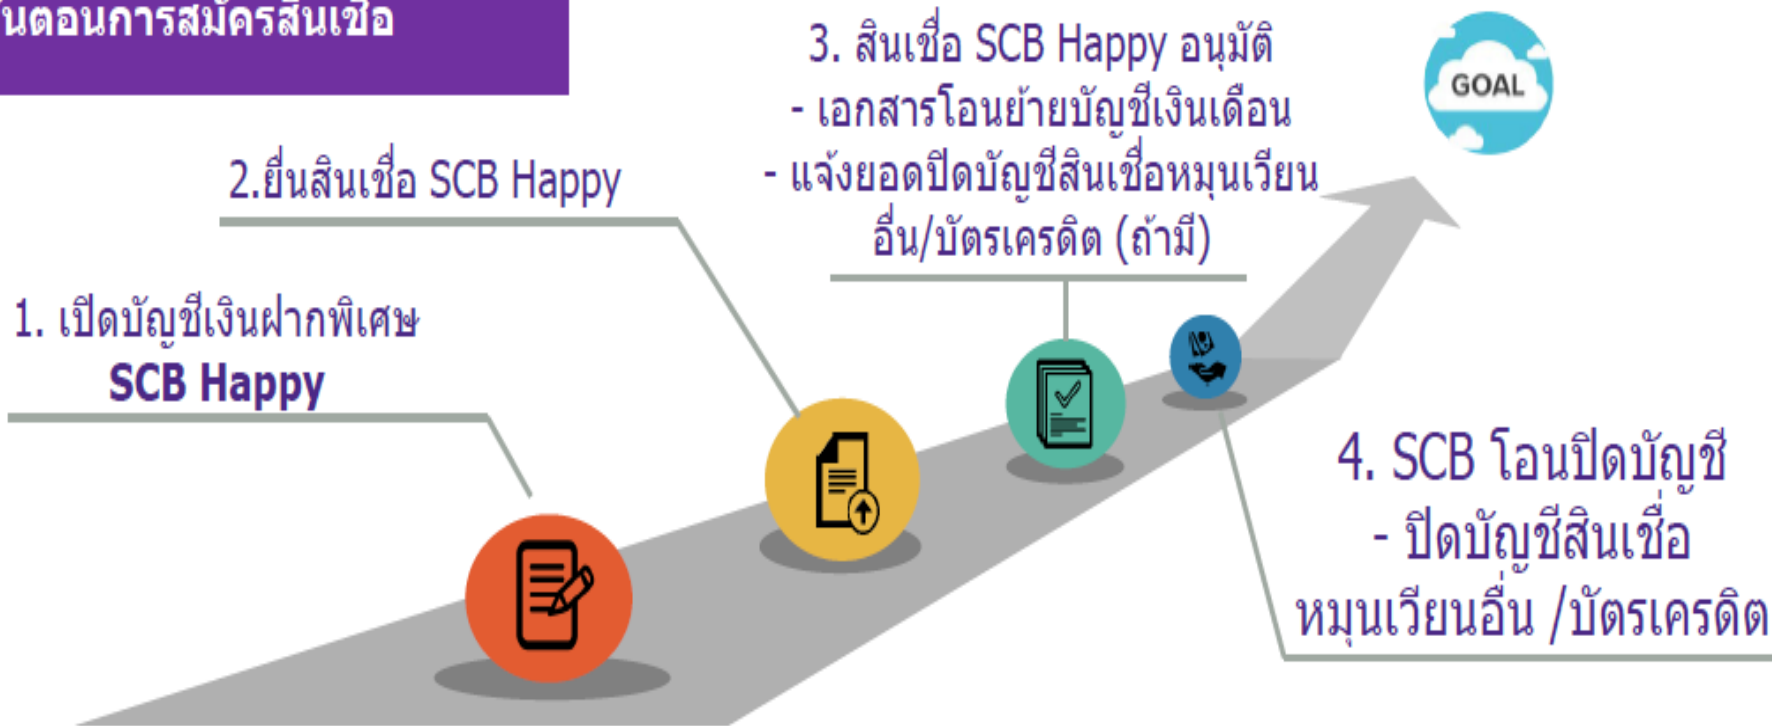 ขั้นตอนการสมัครสินเชื่อ
1. เปิดบัญชีเงินฝากพิเศษ
SCB Happy
2.ยื่นสินเชื่อ SCB Happy
3. สินเชื่อ SCB Happy อนุมัติ
- เอกสารโอนย้ายบัญชีเงินเดือน
- แจ้งยอดปิดบัญชีสินเชื่อหมุนเวียน
อื่น/บัตรเครดิต (ถ้ามี)
4. SCB โอนปิดบัญชี
- ปิดบัญชีสินเชื่อ
หมุนเวียนอื่น /บัตรเครดิต
GOAL